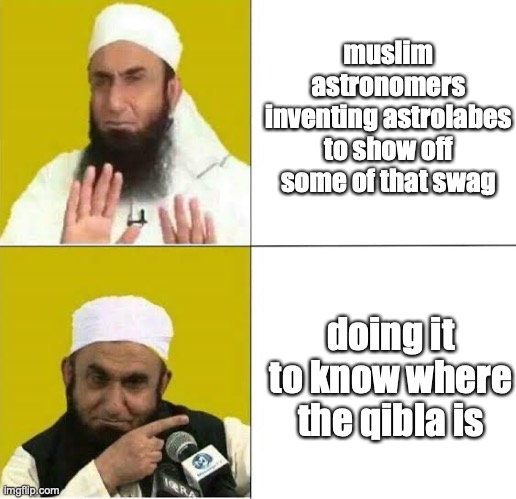 muslim
astronomers
inventing astrolabes
to show off
some of that swag
doing it
to know where
the qibla is
imgflip.com